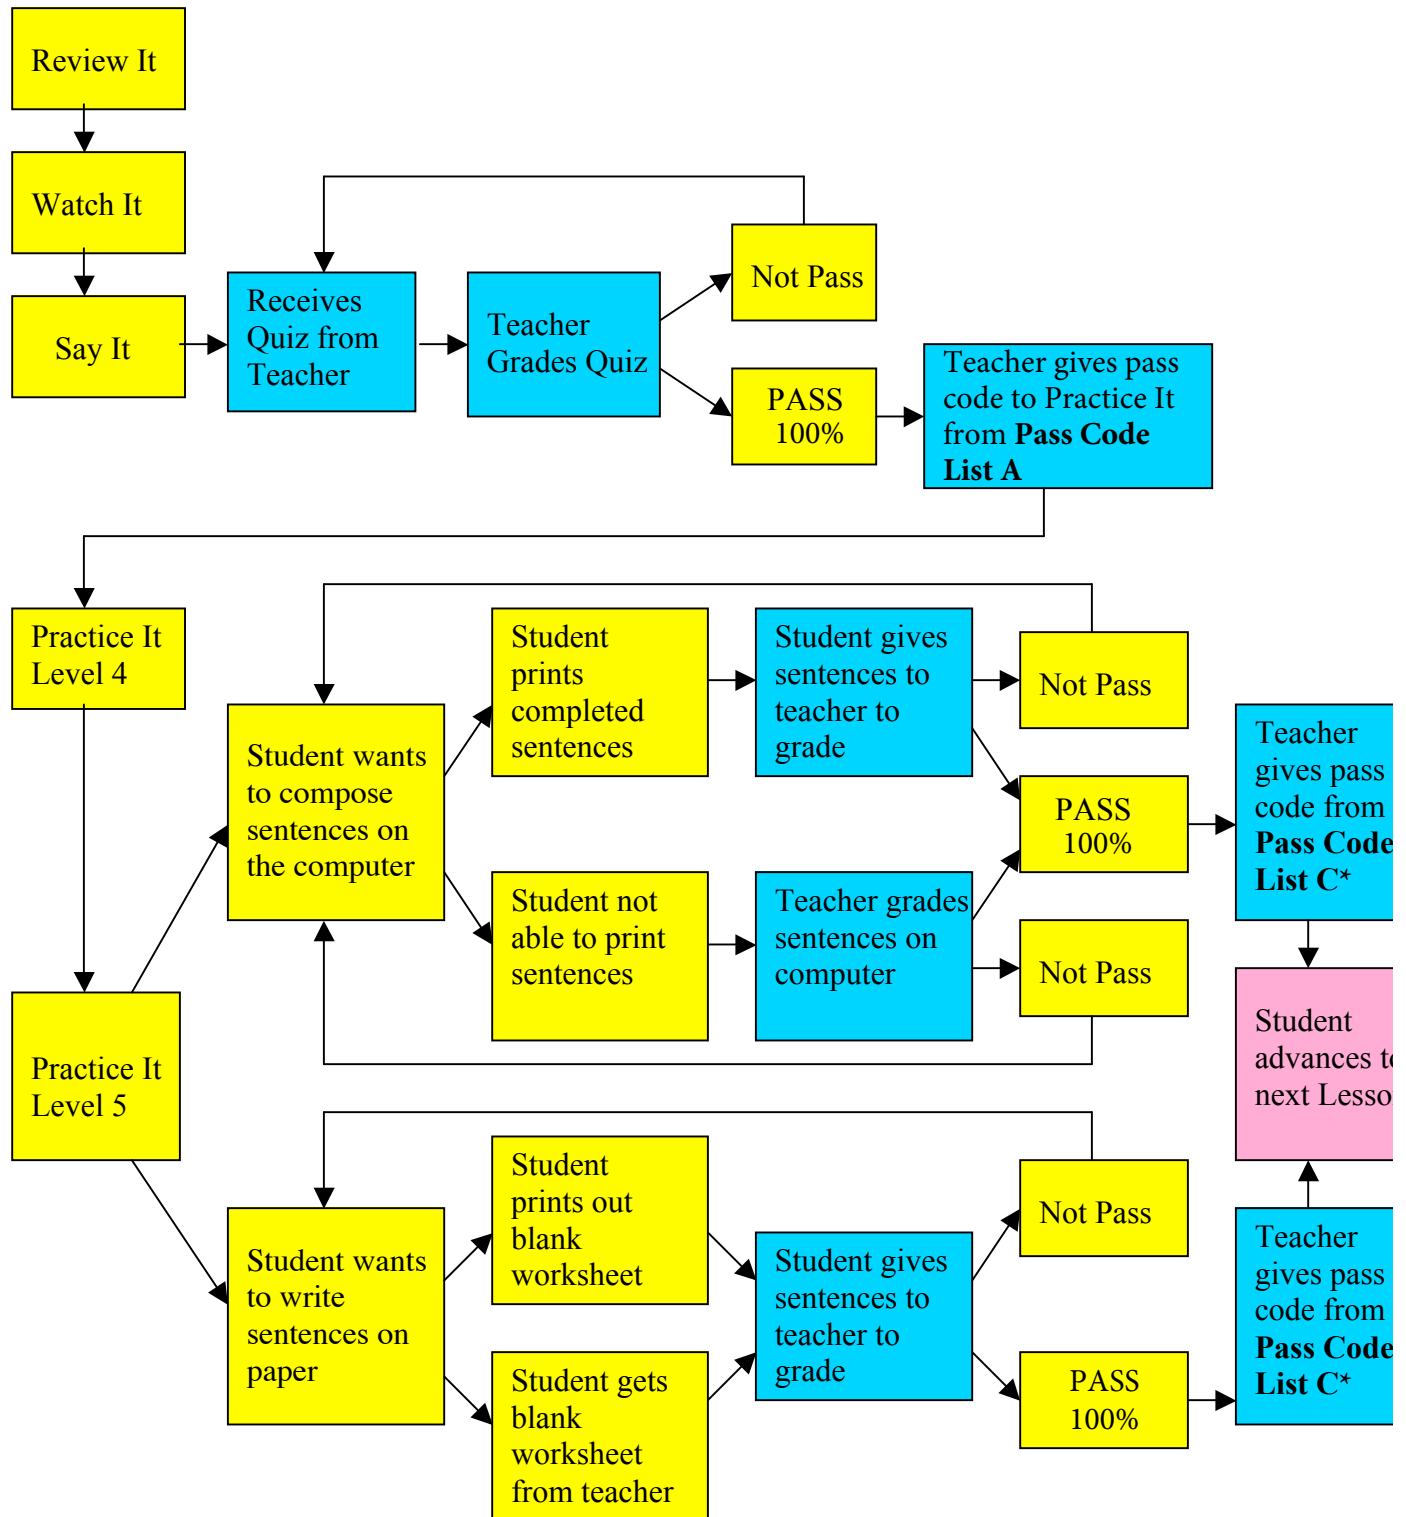 Review It
Watch It
Say It
Receives
Quiz from
Teacher
Teacher
Grades Quiz
Not Pass
PASS
100%
Teacher gives pass
code to Practice It
from Pass Code
List A
Practice It
Level 4
Practice It
Level 5
Student wants
to compose
sentences on
the computer
Student
prints
completed
sentences
Student gives
sentences to
teacher to
grade
Not Pass
Student not
able to print
sentences
Teacher grades
sentences on
computer
PASS
100%
Not Pass
Teacher
gives pass
code from
Pass Code
List C*
Student
advances to
next Lesso
Student wants
to write
sentences on
paper
Student
prints out
blank
worksheet
Student gets
blank
worksheet
from teacher
Student gives
sentences to
teacher to
grade
Not Pass
PASS
100%
Teacher
gives pass
code from
Pass Code
List C*